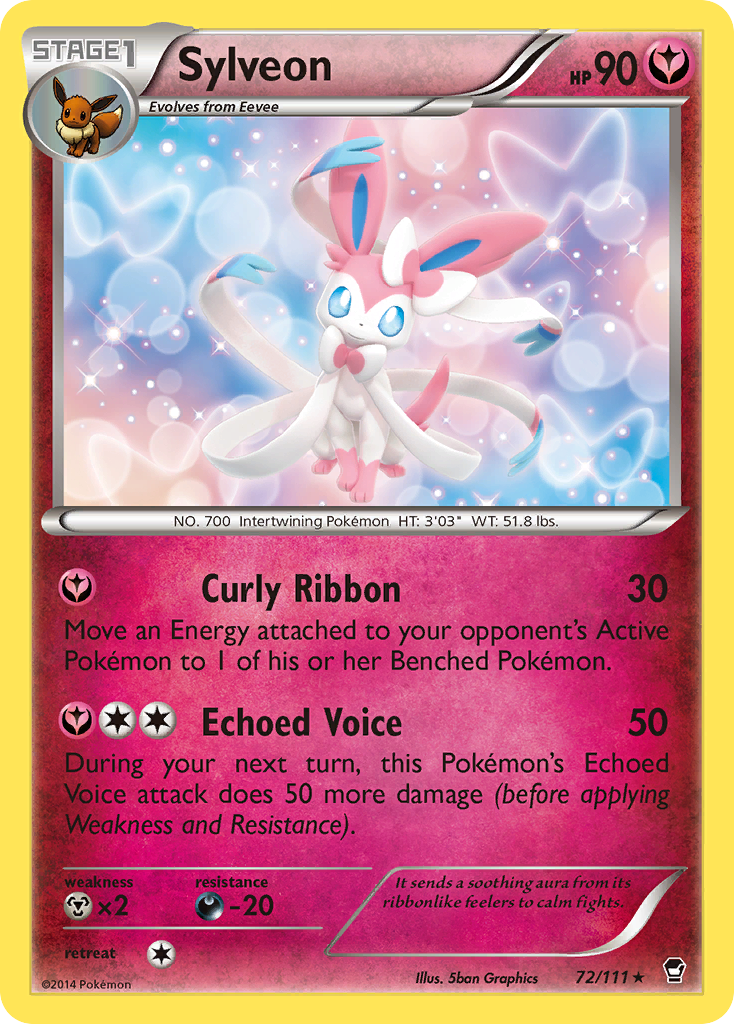 STAGE1
Sylveon
HP 90
Evolves from Eevee
NO. 700 Intertwining Pokémon HT: 3'03" WT: 51.8 lbs.
Curly Ribbon 30
Move an Energy attached to your opponent's Active
Pokémon to 1 of his or her Benched Pokémon.
Echoed Voice 50
During your next turn, this Pokémon's Echoed
Voice attack does 50 more damage (before applying
Weakness and Resistance).
weakness
×2
resistance
-20
retreat
It sends a soothing aura from its
ribbonlike feelers to calm fights.
Illus. 5ban Graphics
72/111 ★
©2014 Pokémon